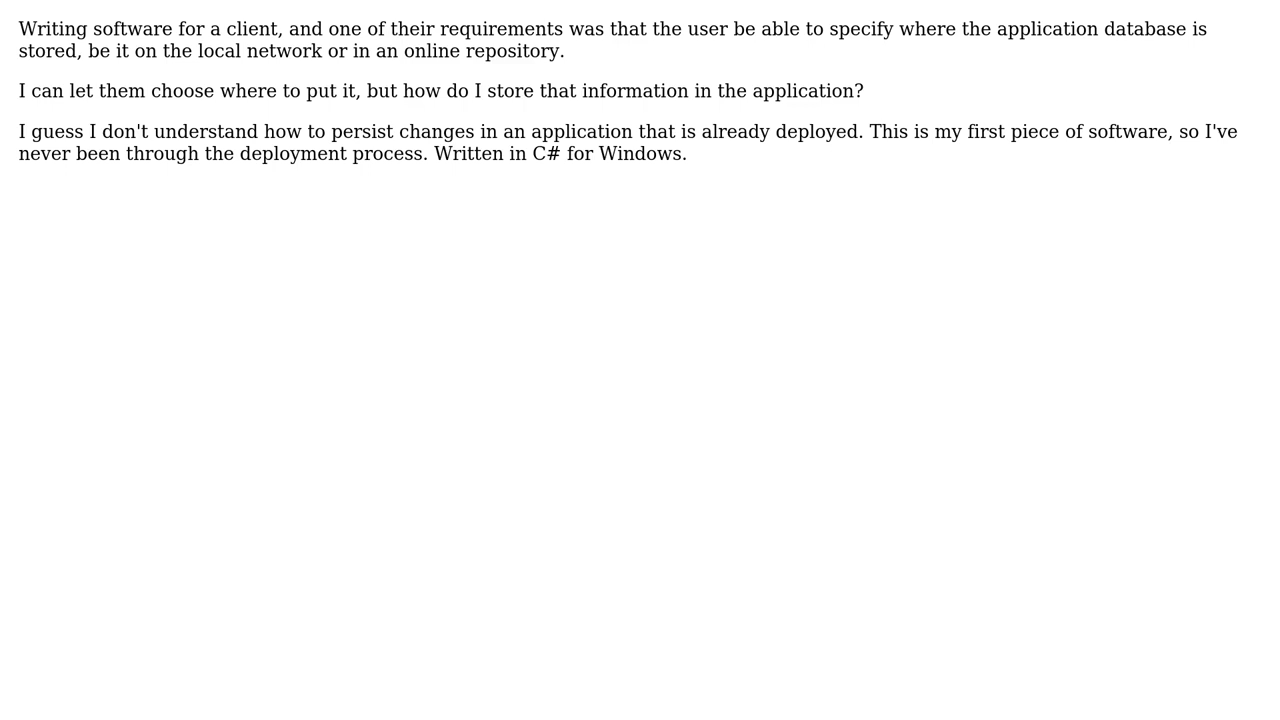 Writing software for a client, and one of their requirements was that the user be able to specify where the application database is
stored, be it on the local network or in an online repository.
I can let them choose where to put it, but how do I store that information in the application?
I guess I don't understand how to persist changes in an application that is already deployed. This is my first piece of software, so I've
never been through the deployment process. Written in C# for Windows.